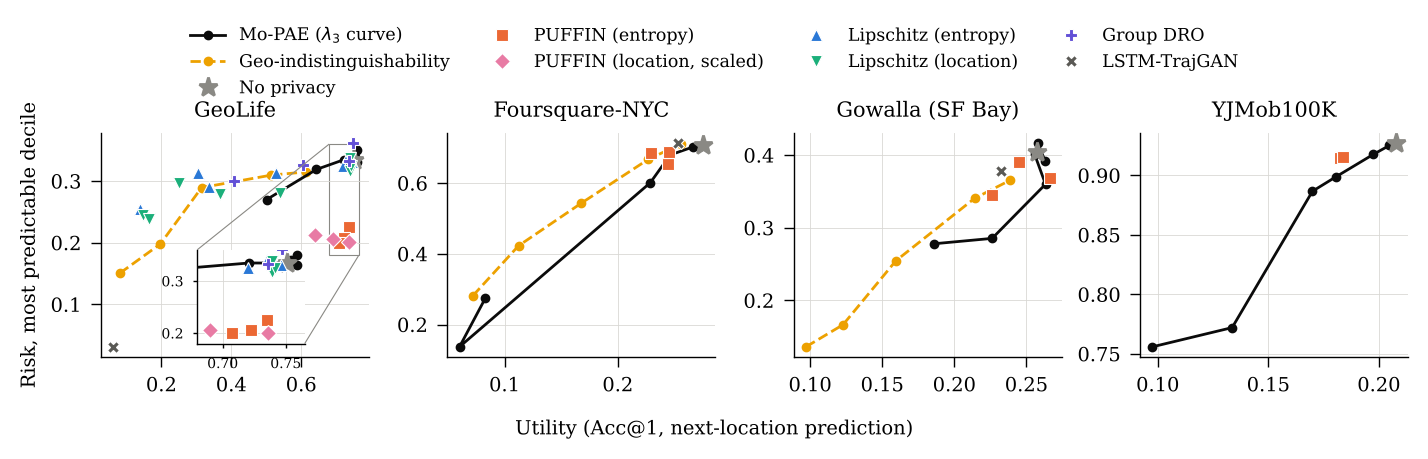 Mo-PAE (λ₃ curve) PUFFIN (entropy) Lipschitz (entropy) Group DRO
Geo-indistinguishability PUFFIN (location, scaled) Lipschitz (location) LSTM-TrajGAN
No privacy
GeoLife Foursquare-NYC Gowalla (SF Bay) YJMob100K
Risk, most predictable decile
0.3
0.2
0.1
0.3
0.2
0.70 0.75
0.2 0.4 0.6
0.6
0.4
0.2
0.1 0.2
0.4
0.3
0.2
0.10 0.15 0.20 0.25
0.90
0.85
0.80
0.75
0.10 0.15 0.20
Utility (Acc@1, next-location prediction)